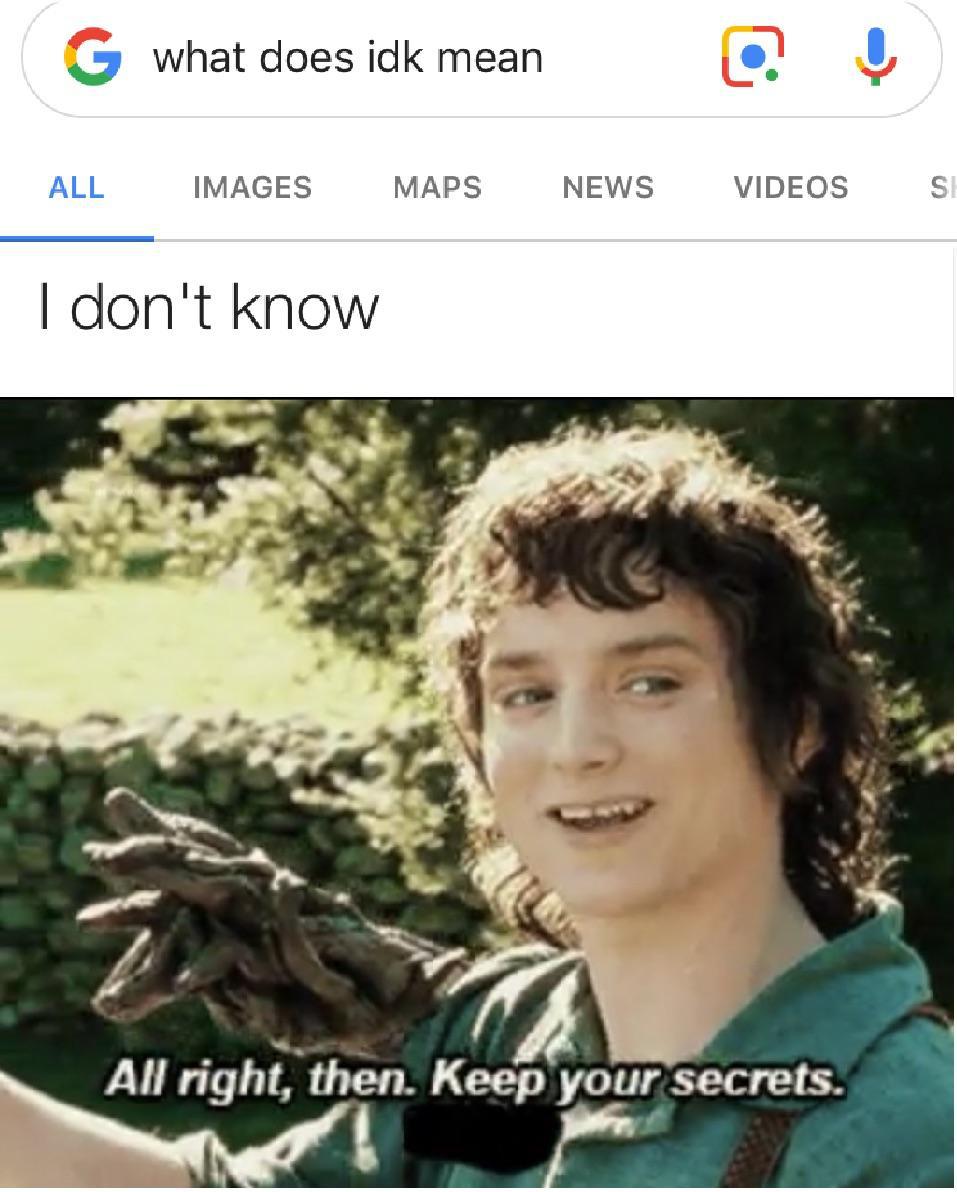 what does idk mean
ALL IMAGES MAPS NEWS VIDEOS
I don't know
All right, then. Keep your secrets.